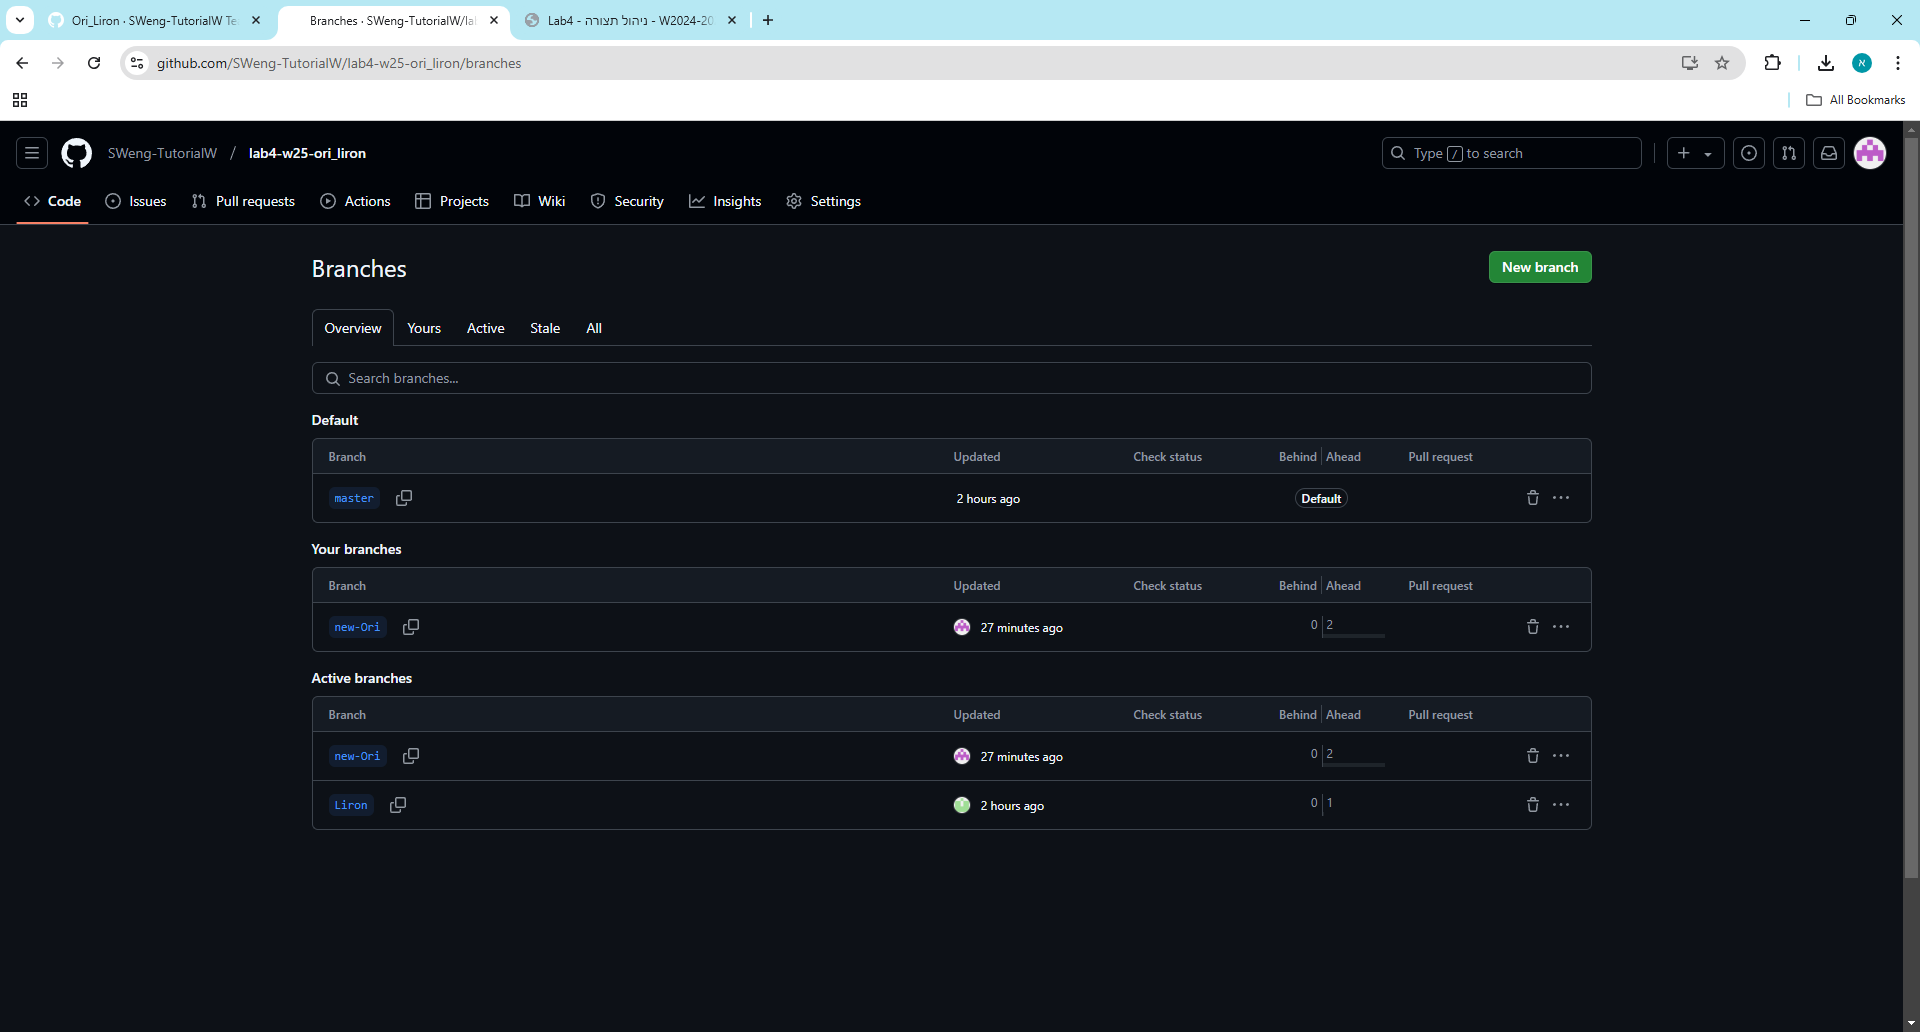 Ori_Liron · SWeng-TutorialW Te
Branches · SWeng-TutorialW/la
Lab4 - ניהול תצורה - W2024-20
github.com/SWeng-TutorialW/lab4-w25-ori_liron/branches
א
All Bookmarks
SWeng-TutorialW / lab4-w25-ori_liron
Type / to search
Code Issues Pull requests Actions Projects Wiki Security Insights Settings
Branches
New branch
Overview Yours Active Stale All
Search branches...
Default
Branch Updated Check status Behind Ahead Pull request
master 2 hours ago Default
Your branches
Branch Updated Check status Behind Ahead Pull request
new-Ori 27 minutes ago 0 2
Active branches
Branch Updated Check status Behind Ahead Pull request
new-Ori 27 minutes ago 0 2
Liron 2 hours ago 0 1